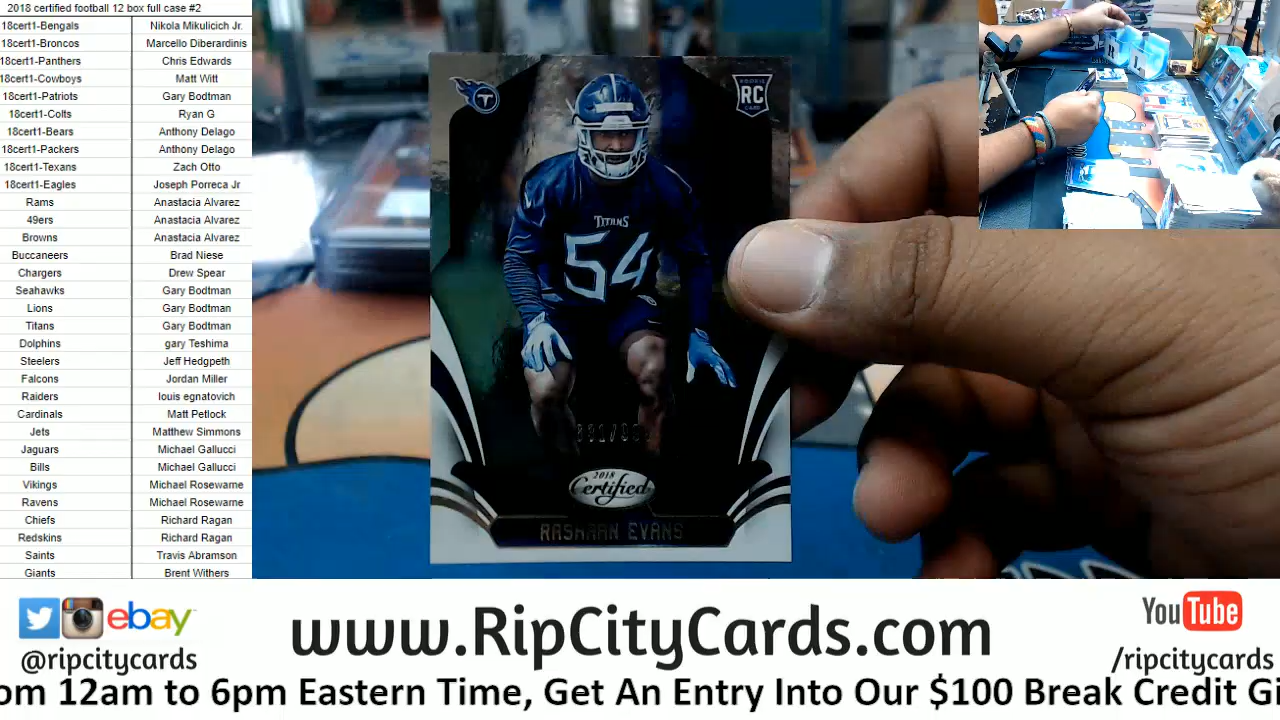 2018 certified football 12 box full case #2
18cert1-Bengals Nikola Mikulicich Jr.
18cert1-Broncos Marcello Diberardinis
18cert1-Panthers Chris Edwards
18cert1-Cowboys Matt Witt
18cert1-Patriots Gary Bodtman
18cert1-Colts Ryan G
18cert1-Bears Anthony Delago
18cert1-Packers Anthony Delago
18cert1-Texans Zach Otto
18cert1-Eagles Joseph Porreca Jr
Rams Anastacia Alvarez
49ers Anastacia Alvarez
Browns Anastacia Alvarez
Buccaneers Brad Niese
Chargers Drew Spear
Seahawks Gary Bodtman
Lions Gary Bodtman
Titans Gary Bodtman
Dolphins gary Teshima
Steelers Jeff Hedgpeth
Falcons Jordan Miller
Raiders louis egnatovich
Cardinals Matt Petlock
Jets Matthew Simmons
Jaguars Michael Gallucci
Bills Michael Gallucci
Vikings Michael Rosewarne
Ravens Michael Rosewarne
Chiefs Richard Ragan
Redskins Richard Ragan
Saints Travis Abramson
Giants Brent Withers
T
ROOKIE
RC
CARD
TITANS
54
2018
Certified
RASHAAN EVANS
ebay
@ripcitycards
www.RipCityCards.com
YouTube
/ripcitycards
om 12am to 6pm Eastern Time, Get An Entry Into Our $100 Break Credit Gi